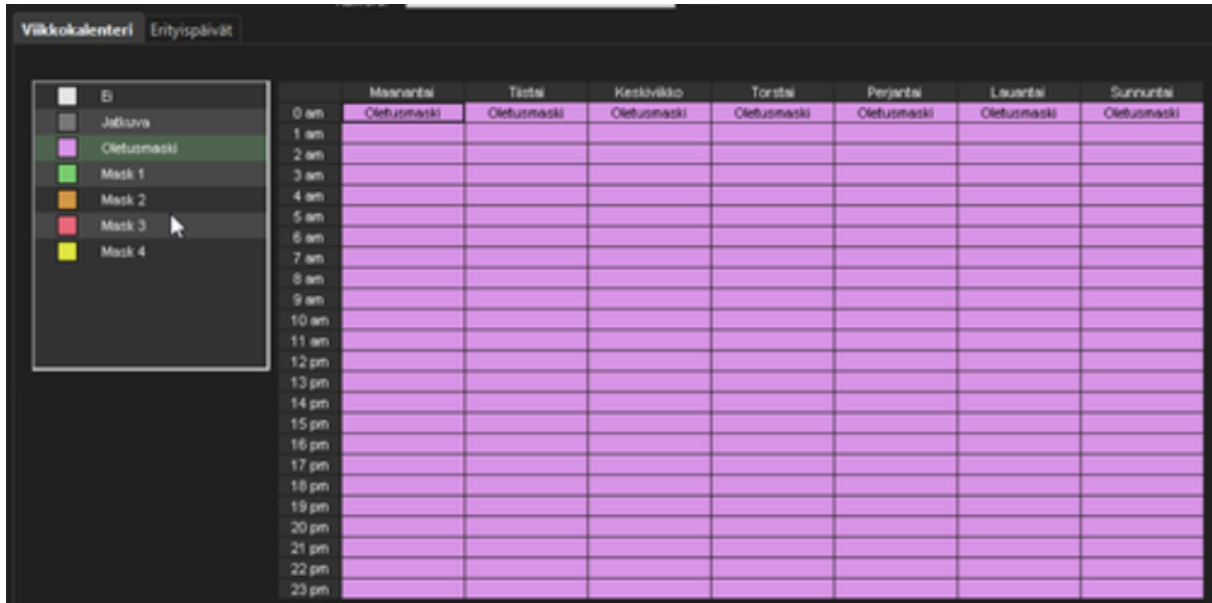 Viikkokalenteri Erityispäivät
Ei
Jatkuva
Oletusmaski
Mask 1
Mask 2
Mask 3
Mask 4
Maanantai Tiistai Keskiviikko Torstai Perjantai Lauantai Sunnuntai
0 am Oletusmaski Oletusmaski Oletusmaski Oletusmaski Oletusmaski Oletusmaski Oletusmaski
1 am
2 am
3 am
4 am
5 am
6 am
7 am
8 am
9 am
10 am
11 am
12 pm
13 pm
14 pm
15 pm
16 pm
17 pm
18 pm
19 pm
20 pm
21 pm
22 pm
23 pm